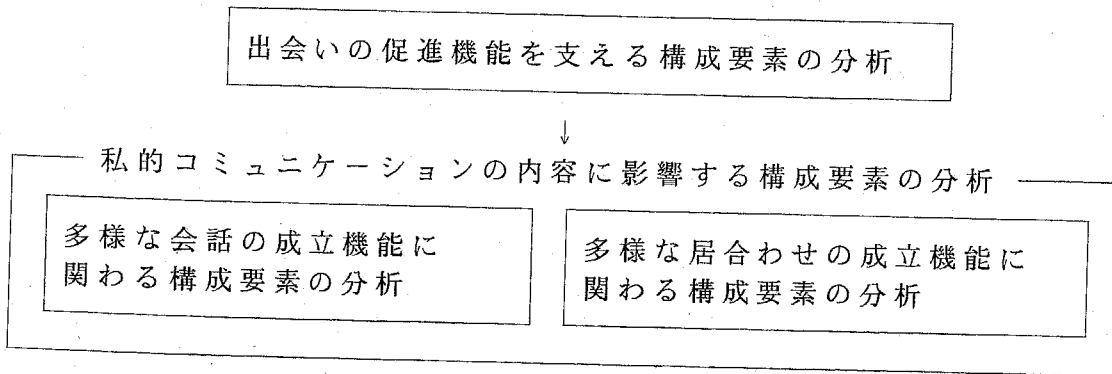 出会いの促進機能を支える構成要素の分析
↓
私的コミュニケーションの内容に影響する構成要素の分析
多様な会話の成立機能に
関わる構成要素の分析
多様な居合わせの成立機能に
関わる構成要素の分析